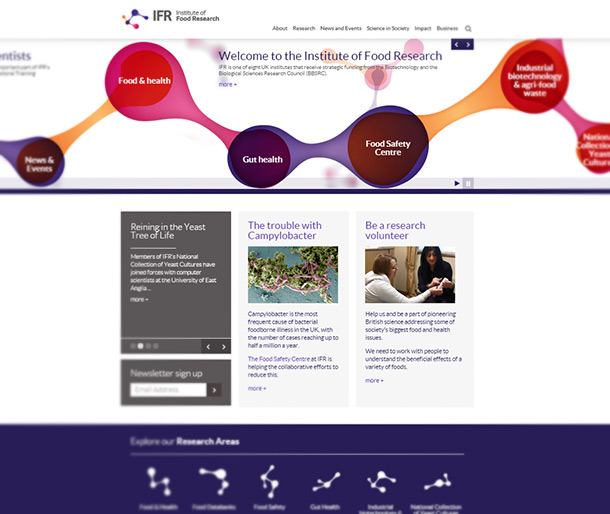 IFR Institute of
Food Research
About Research News and Events Science in Society Impact Business
Welcome to the Institute of Food Research
IFR is one of eight UK institutes that receive strategic funding from the Biotechnology and the
Biological Sciences Research Council (BBSRC).
more +
Food & health
Industrial
biotechnology
& agri-food
waste
Food Safety
Centre
Gut health
News &
Events
National
Collection
Yeast
Cultures
Reining in the Yeast
Tree of Life
Members of IFR's National
Collection of Yeast Cultures have
joined forces with computer
scientists at the University of East
Anglia ...
more +
The trouble with
Campylobacter
Campylobacter is the most
frequent cause of bacterial
foodborne illness in the UK, with
the number of cases reaching up to
half a million a year.
The Food Safety Centre at IFR is
helping the collaborative efforts to
reduce this.
more +
Be a research
volunteer
Help us and be a part of pioneering
British science addressing some of
society's biggest food and health
issues.
We need to work with people to
understand the beneficial effects of a
variety of foods.
more +
Newsletter sign up
Email Address
Explore our Research Areas
Food & Health Food Databanks Food Safety Gut Health Industrial National Collection
biotechnology & of Yeast Cultures